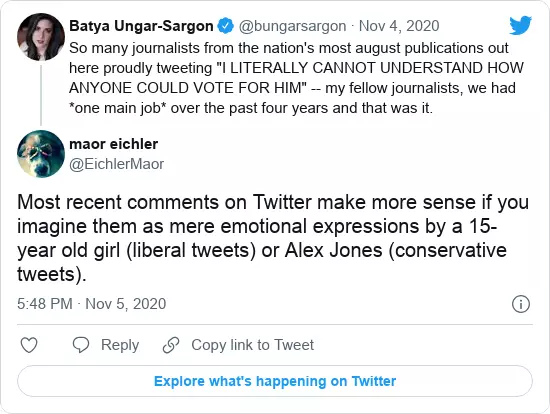 Batya Ungar-Sargon @bungarsargon · Nov 4, 2020
So many journalists from the nation's most august publications out
here proudly tweeting "I LITERALLY CANNOT UNDERSTAND HOW
ANYONE COULD VOTE FOR HIM" -- my fellow journalists, we had
*one main job* over the past four years and that was it.
maor eichler
@EichlerMaor
Most recent comments on Twitter make more sense if you
imagine them as mere emotional expressions by a 15-
year old girl (liberal tweets) or Alex Jones (conservative
tweets).
5:48 PM · Nov 5, 2020
Reply Copy link to Tweet
Explore what's happening on Twitter